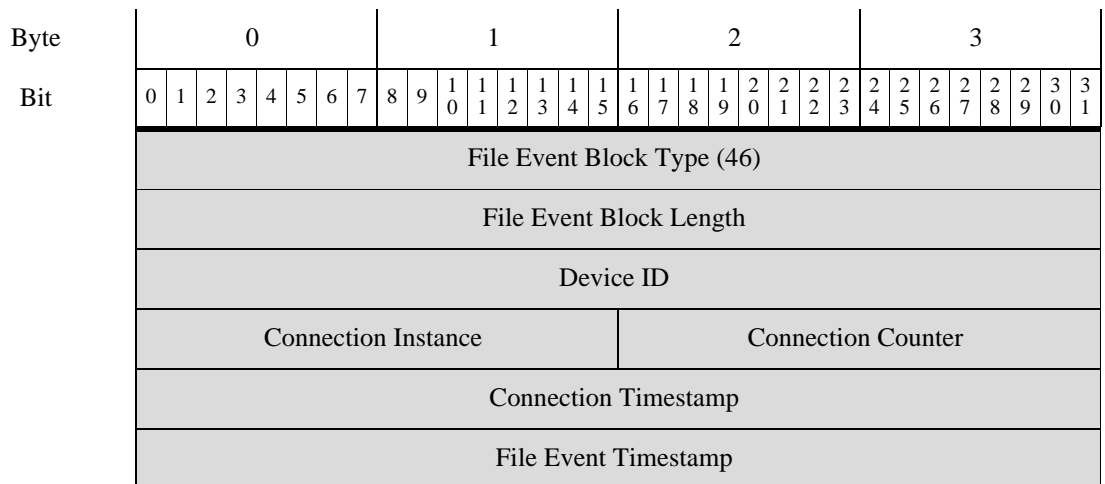 Byte 0 1 2 3
Bit 0 1 2 3 4 5 6 7 8 9 10 11 12 13 14 15 16 17 18 19 20 21 22 23 24 25 26 27 28 29 30 31
File Event Block Type (46)
File Event Block Length
Device ID
Connection Instance Connection Counter
Connection Timestamp
File Event Timestamp